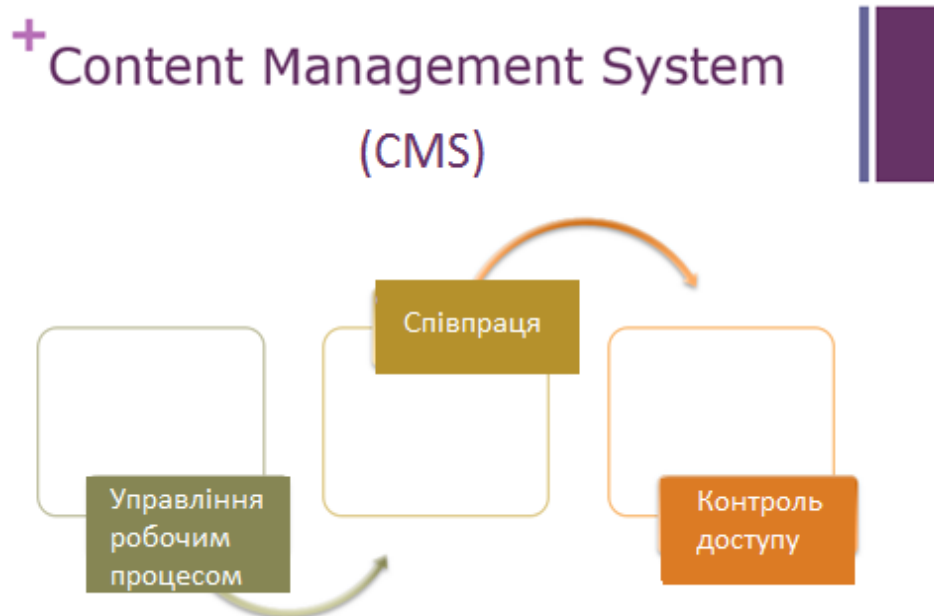 +
Content Management System
(CMS)
Співпраця
Управління
робочим
процесом
Контроль
доступу